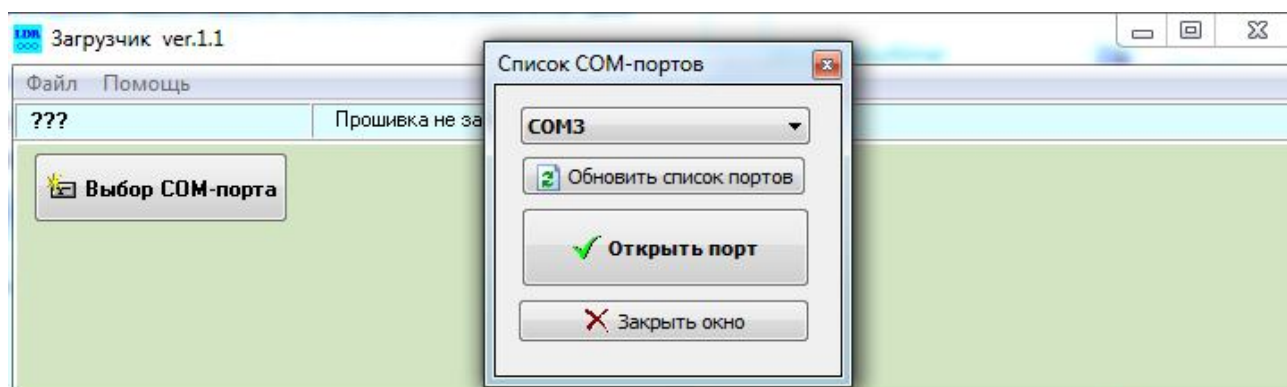 LDR Загрузчик ver.1.1
Файл Помощь
??? Прошивка не за
Выбор COM-порта
Список COM-портов
COM3
Обновить список портов
Открыть порт
Закрыть окно